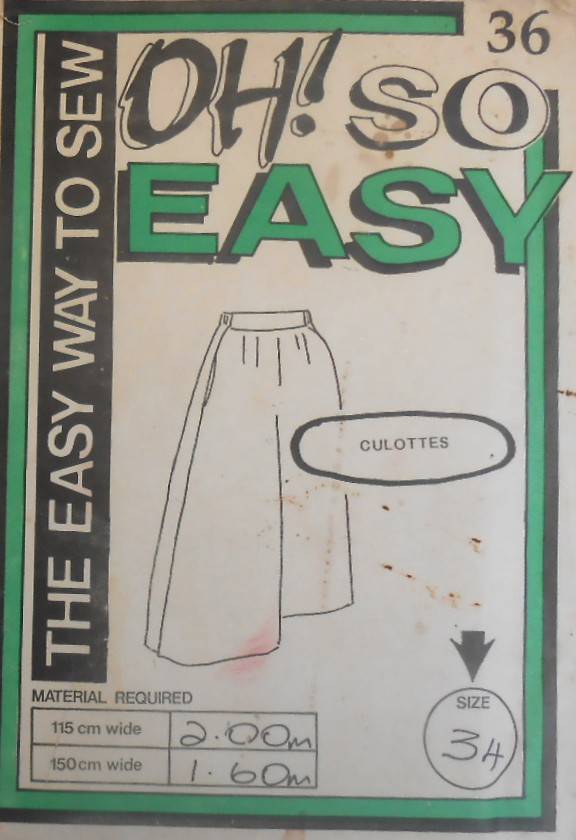 36
OH! SO
EASY
THE EASY WAY TO SEW
CULOTTES
MATERIAL REQUIRED
115 cm wide 2.00m
150 cm wide 1.60m
SIZE
34